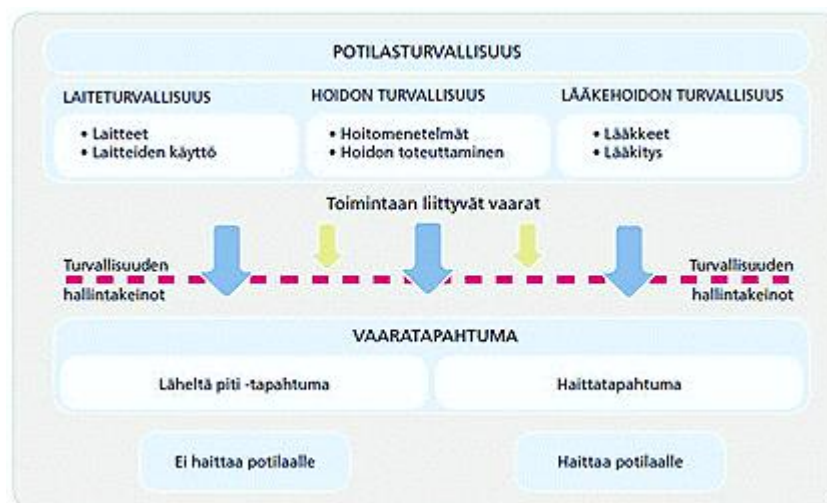 POTILASTURVALLISUUS
LAITETURVALLISUUS
• Laitteet
• Laitteiden käyttö
HOIDON TURVALLISUUS
• Hoitomenetelmät
• Hoidon toteuttaminen
LÄÄKEHOIDON TURVALLISUUS
• Lääkkeet
• Lääkitys
Toimintaan liittyvät vaarat
Turvallisuuden
hallintakeinot
Turvallisuuden
hallintakeinot
VAARATAPAHTUMA
Läheltä piti -tapahtuma
Haittatapahtuma
Ei haittaa potilaalle
Haittaa potilaalle